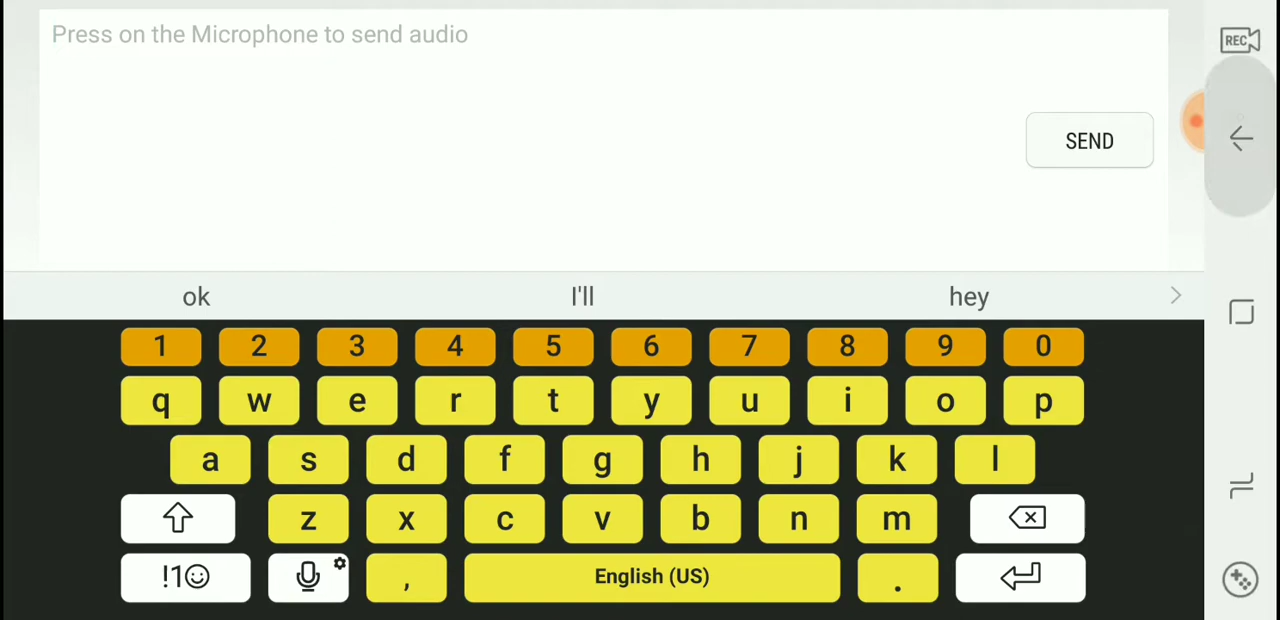 Press on the Microphone to send audio
REC
SEND
ok I'll hey
1 2 3 4 5 6 7 8 9 0
q w e r t y u i o p
a s d f g h j k l
z x c v b n m
!1☺ , English (US) .